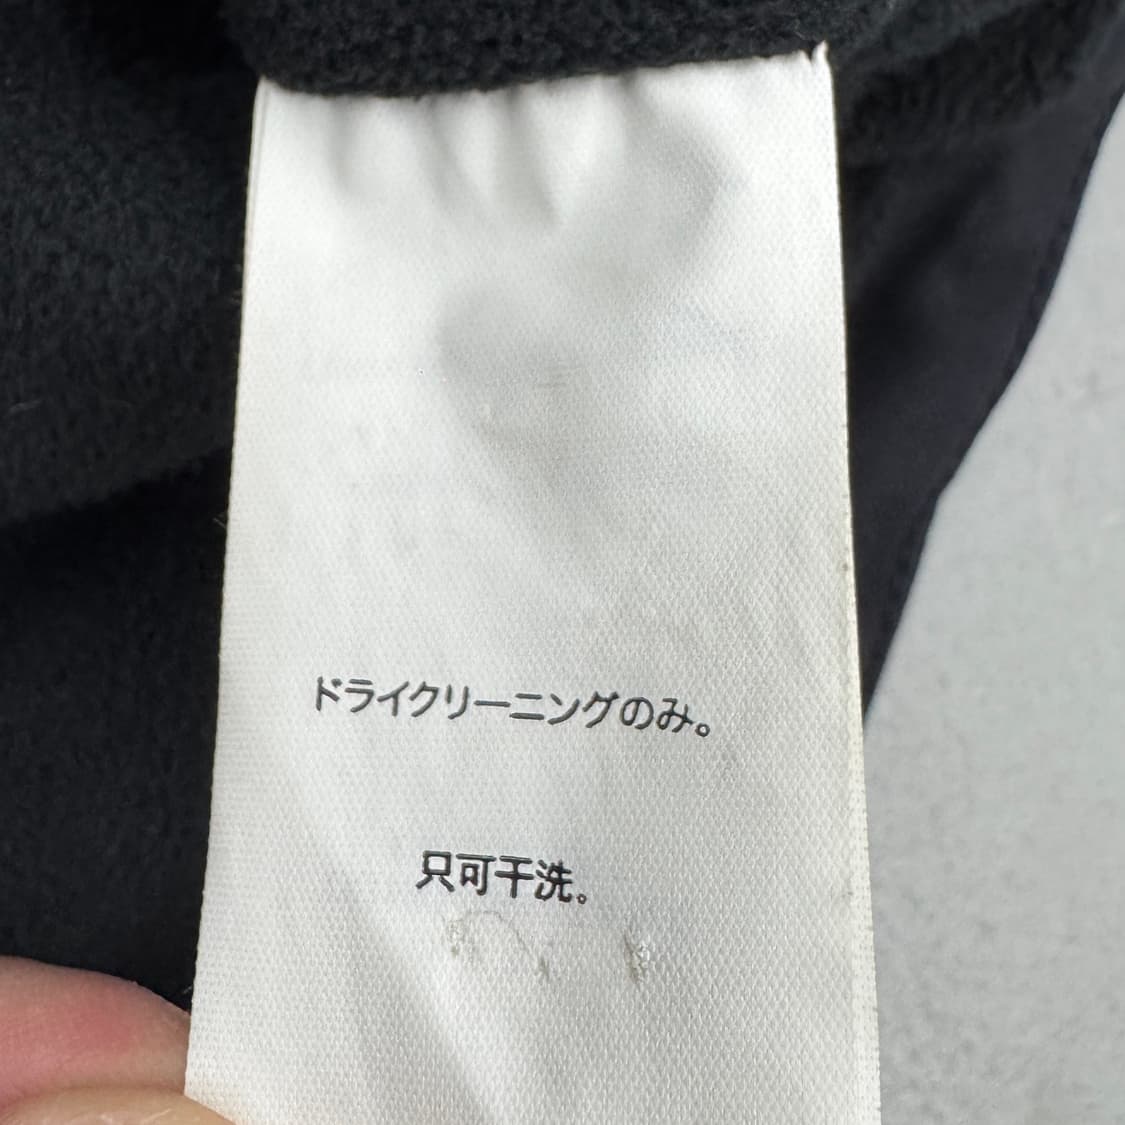 ドライクリーニングのみ。
只可干洗。